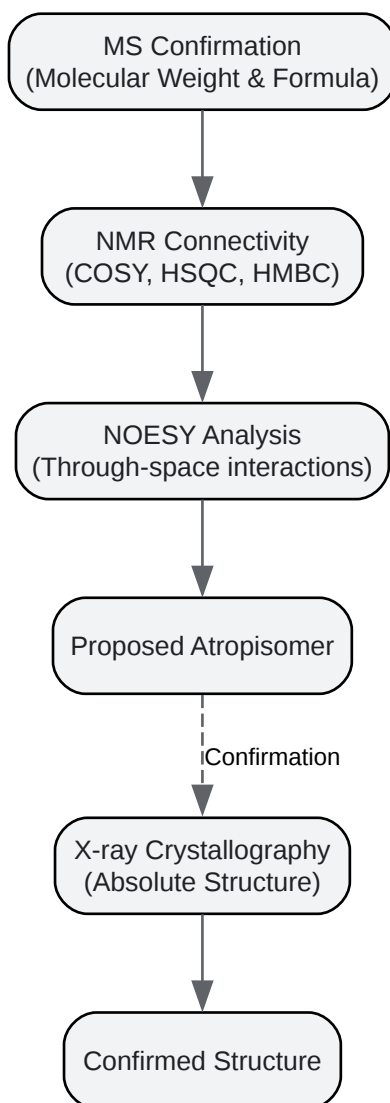 MS Confirmation
(Molecular Weight & Formula)
NMR Connectivity
(COSY, HSQC, HMBC)
NOESY Analysis
(Through-space interactions)
Proposed Atropisomer
Confirmation
X-ray Crystallography
(Absolute Structure)
Confirmed Structure